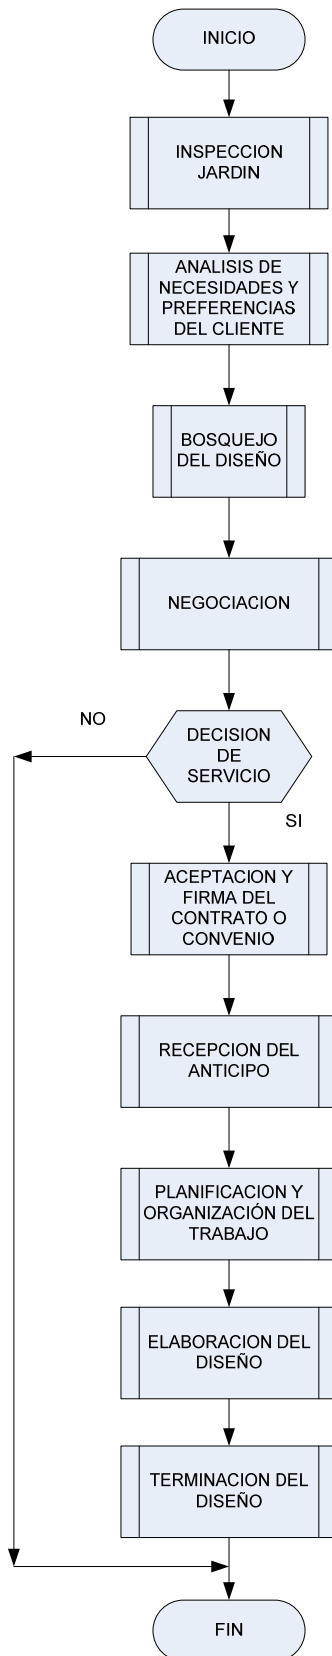 INICIO
INSPECCION
JARDIN
ANALISIS DE
NECESIDADES Y
PREFERENCIAS
DEL CLIENTE
BOSQUEJO
DEL DISEÑO
NEGOCIACION
NO
DECISION
DE
SERVICIO
SI
ACEPTACION Y
FIRMA DEL
CONTRATO O
CONVENIO
RECEPCION DEL
ANTICIPO
PLANIFICACION Y
ORGANIZACIÓN DEL
TRABAJO
ELABORACION DEL
DISEÑO
TERMINACION DEL
DISEÑO
FIN